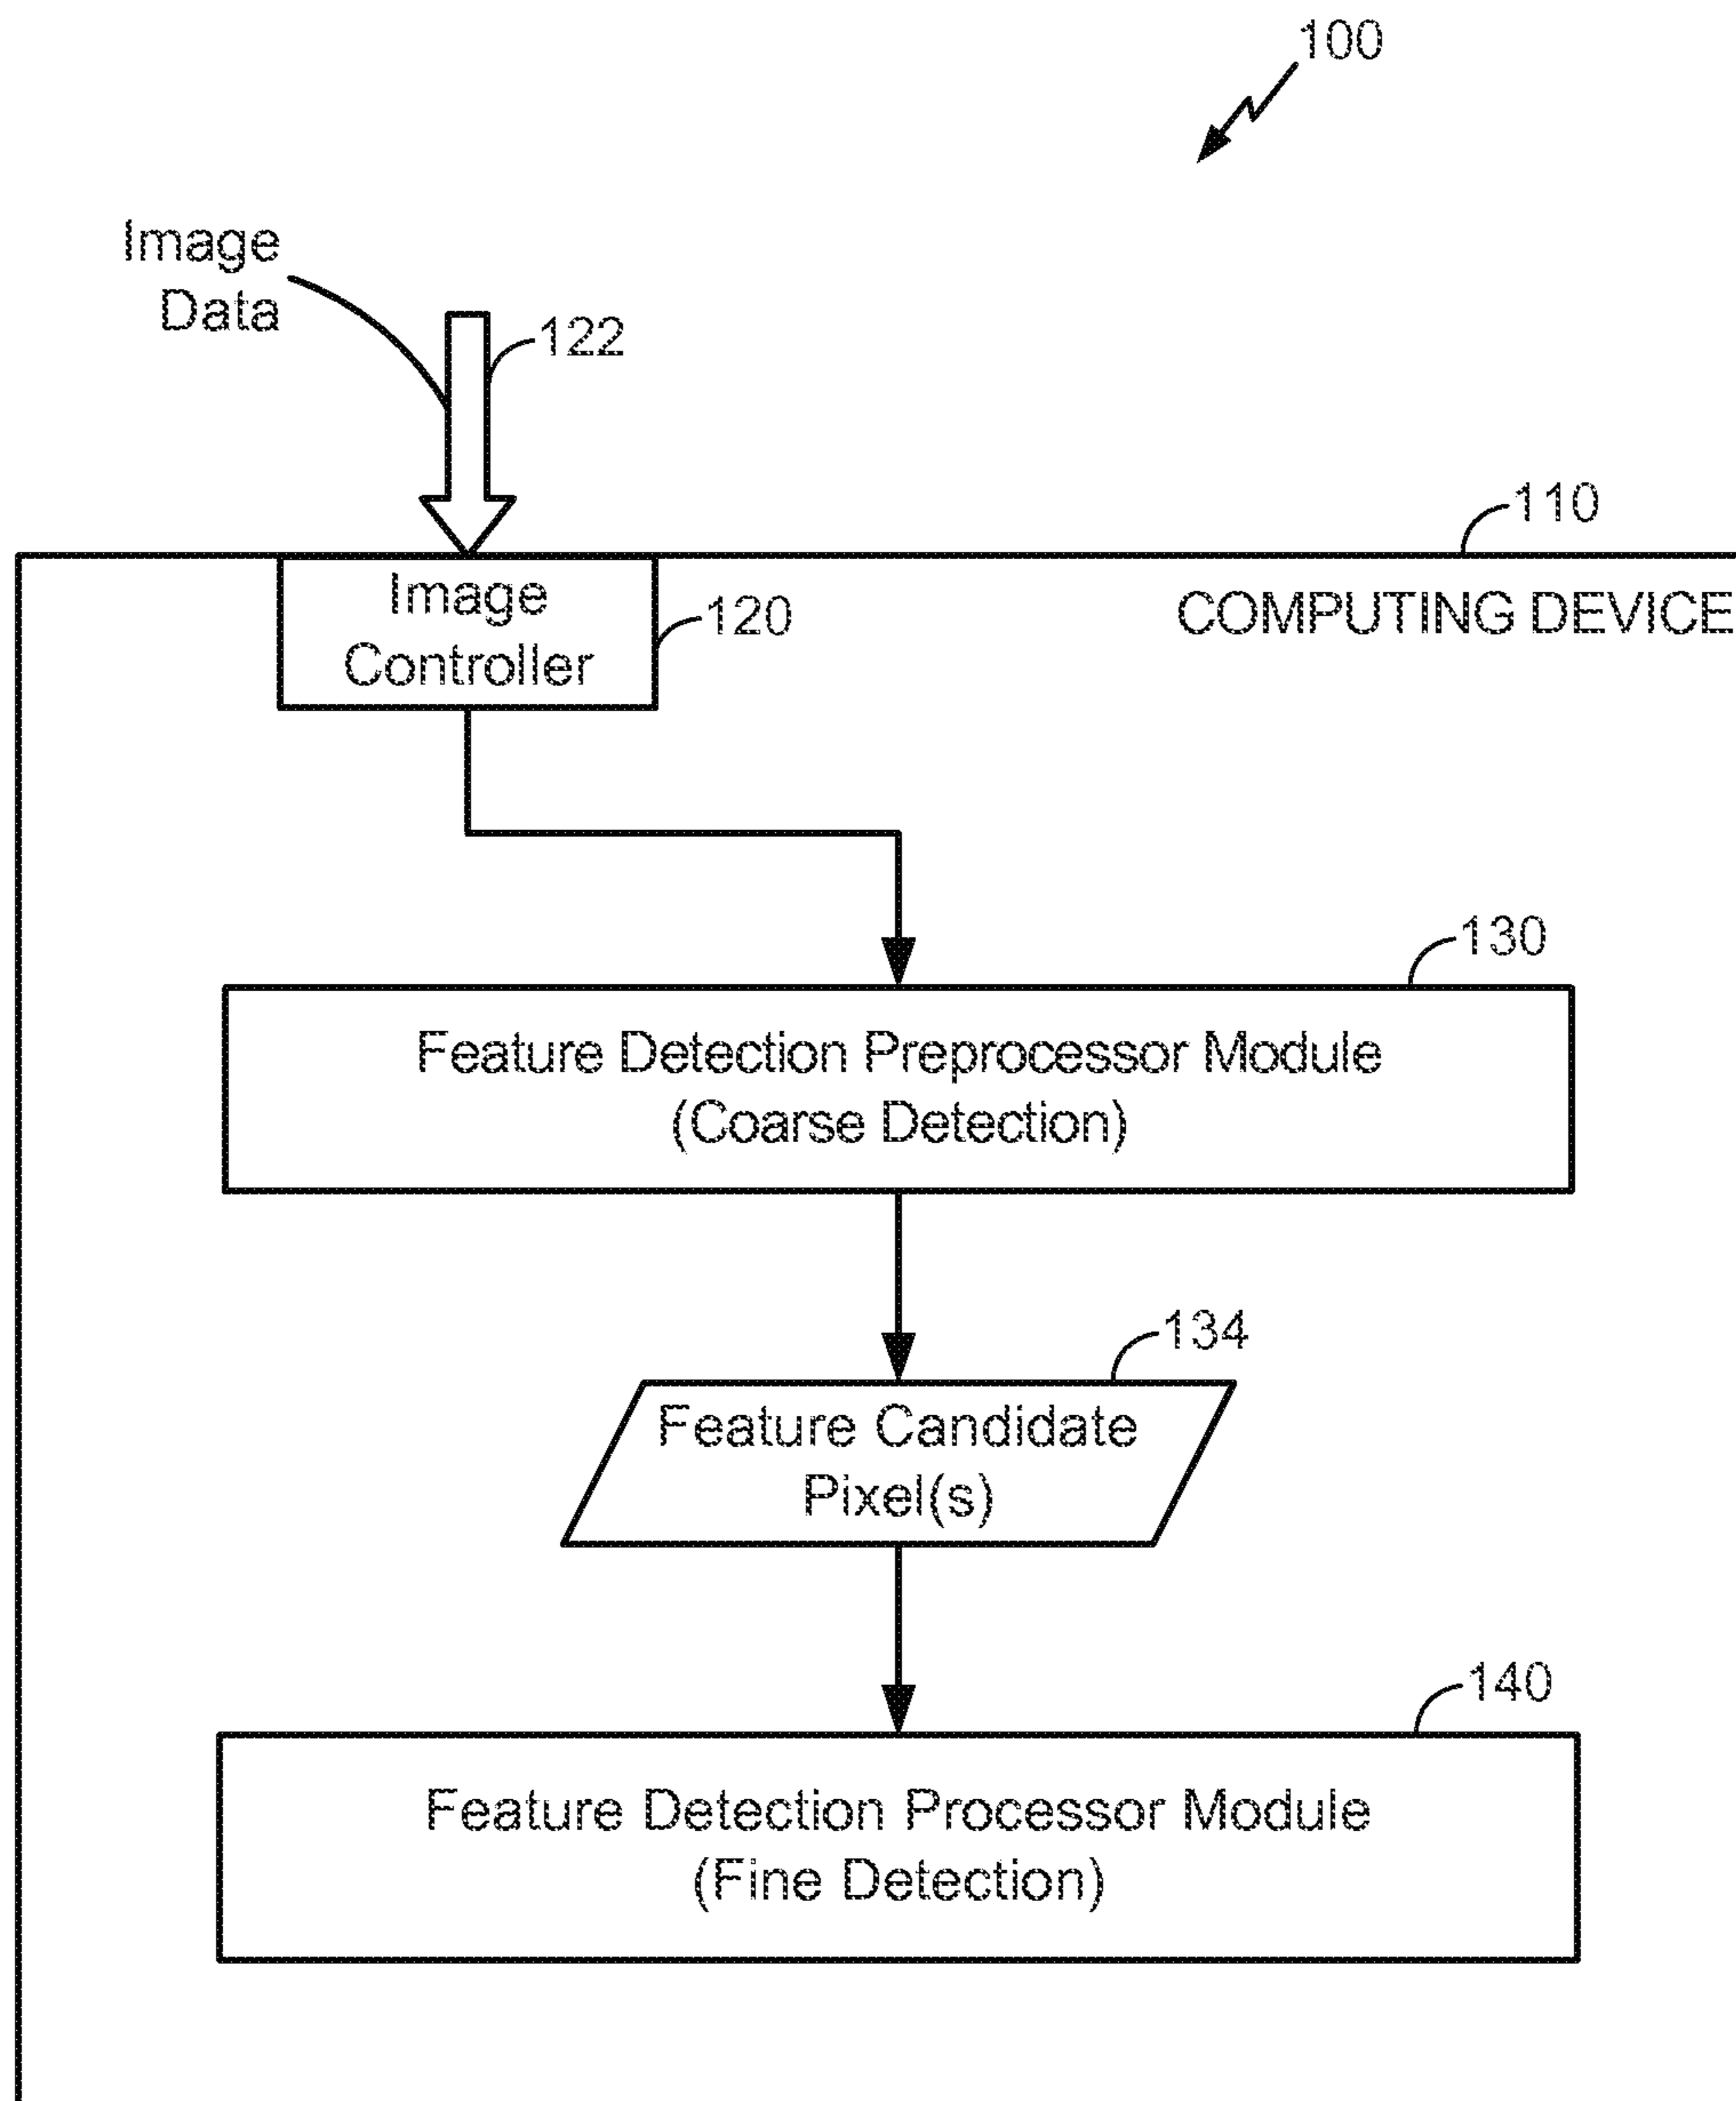 100
Image
Data
122
110
Image
Controller
120
COMPUTING DEVICE
130
Feature Detection Preprocessor Module
(Coarse Detection)
134
Feature Candidate
Pixel(s)
140
Feature Detection Processor Module
(Fine Detection)